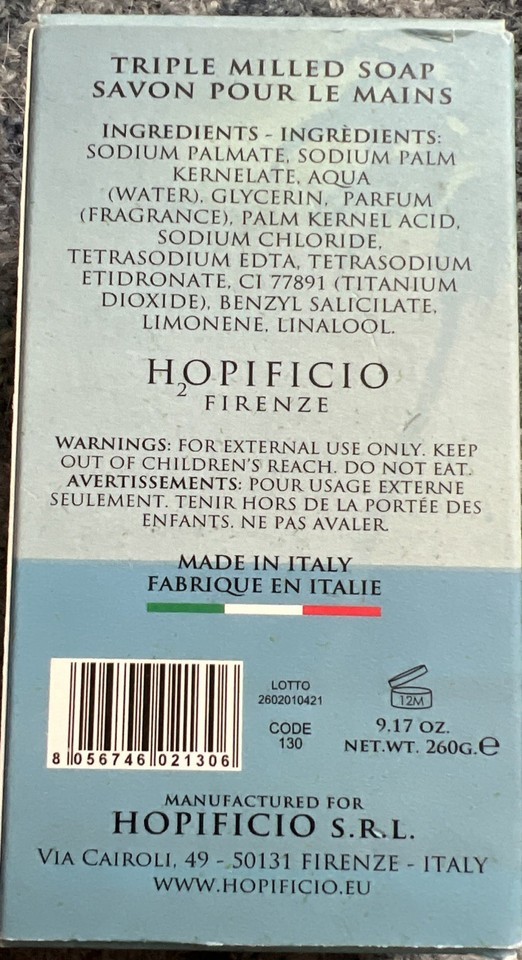 TRIPLE MILLED SOAP
SAVON POUR LE MAINS
INGREDIENTS - INGRÈDIENTS:
SODIUM PALMATE, SODIUM PALM
KERNELATE, AQUA
(WATER), GLYCERIN, PARFUM
(FRAGRANCE), PALM KERNEL ACID,
SODIUM CHLORIDE,
TETRASODIUM EDTA, TETRASODIUM
ETIDRONATE, CI 77891 (TITANIUM
DIOXIDE), BENZYL SALICILATE,
LIMONENE, LINALOOL.
H2OPIFICIO
FIRENZE
WARNINGS: FOR EXTERNAL USE ONLY. KEEP
OUT OF CHILDREN'S REACH. DO NOT EAT.
AVERTISSEMENTS: POUR USAGE EXTERNE
SEULEMENT. TENIR HORS DE LA PORTÉE DES
ENFANTS. NE PAS AVALER.
MADE IN ITALY
FABRIQUE EN ITALIE
8 056746 021306
LOTTO
2602010421
CODE
130
12M
9.17 OZ.
NET.WT. 260G.℮
MANUFACTURED FOR
HOPIFICIO S.R.L.
VIA CAIROLI, 49 - 50131 FIRENZE - ITALY
WWW.HOPIFICIO.EU